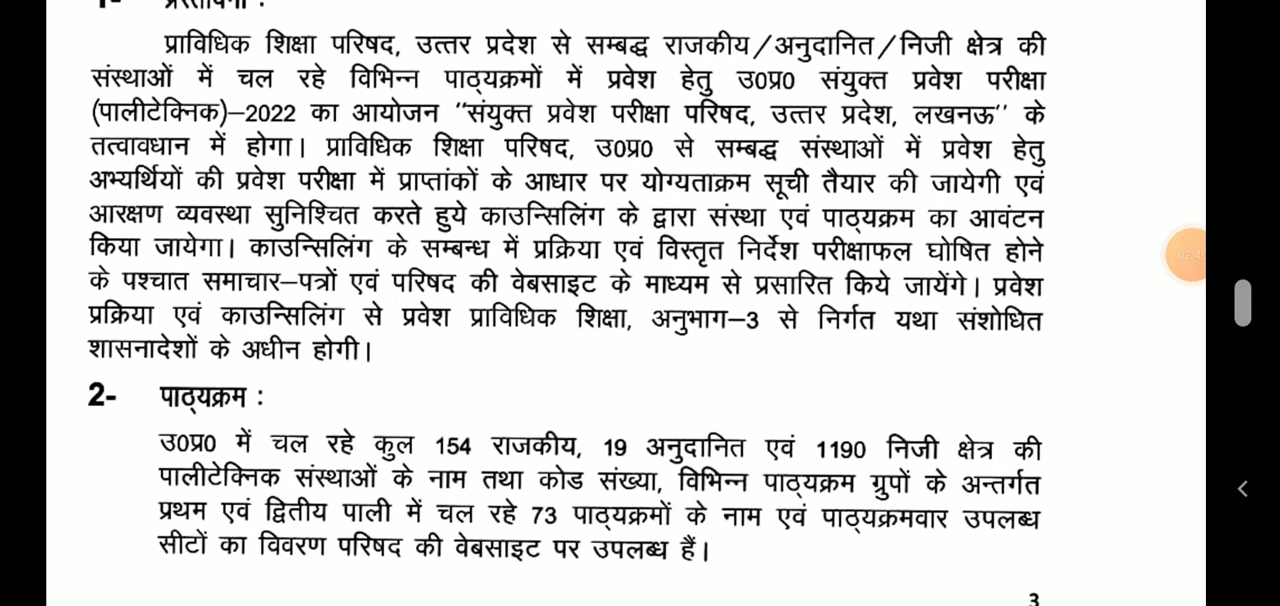 1- प्रस्तावना :
प्राविधिक शिक्षा परिषद, उत्तर प्रदेश से सम्बद्ध राजकीय/अनुदानित/निजी क्षेत्र की
संस्थाओं में चल रहे विभिन्न पाठ्यक्रमों में प्रवेश हेतु उ0प्र0 संयुक्त प्रवेश परीक्षा
(पालीटेक्निक)–2022 का आयोजन "संयुक्त प्रवेश परीक्षा परिषद, उत्तर प्रदेश, लखनऊ" के
तत्वावधान में होगा। प्राविधिक शिक्षा परिषद, उ0प्र0 से सम्बद्ध संस्थाओं में प्रवेश हेतु
अभ्यर्थियों की प्रवेश परीक्षा में प्राप्तांकों के आधार पर योग्यताक्रम सूची तैयार की जायेगी एवं
आरक्षण व्यवस्था सुनिश्चित करते हुये काउन्सिलिंग के द्वारा संस्था एवं पाठ्यक्रम का आवंटन
किया जायेगा। काउन्सिलिंग के सम्बन्ध में प्रक्रिया एवं विस्तृत निर्देश परीक्षाफल घोषित होने
के पश्चात समाचार–पत्रों एवं परिषद की वेबसाइट के माध्यम से प्रसारित किये जायेंगे। प्रवेश
प्रक्रिया एवं काउन्सिलिंग से प्रवेश प्राविधिक शिक्षा, अनुभाग–3 से निर्गत यथा संशोधित
शासनादेशों के अधीन होगी।
2- पाठ्यक्रम :
उ0प्र0 में चल रहे कुल 154 राजकीय, 19 अनुदानित एवं 1190 निजी क्षेत्र की
पालीटेक्निक संस्थाओं के नाम तथा कोड संख्या, विभिन्न पाठ्यक्रम ग्रुपों के अन्तर्गत
प्रथम एवं द्वितीय पाली में चल रहे 73 पाठ्यक्रमों के नाम एवं पाठ्यक्रमवार उपलब्ध
सीटों का विवरण परिषद की वेबसाइट पर उपलब्ध हैं।
3